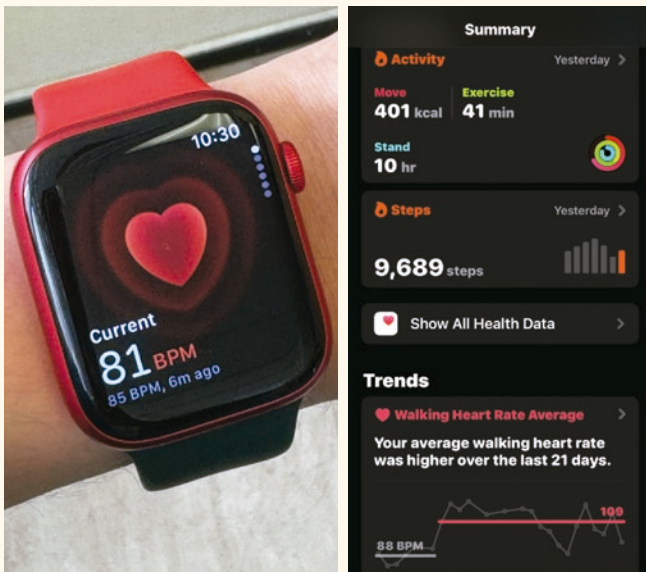 10:30
Current
81 BPM
85 BPM, 6m ago
Summary
Activity
Yesterday
Move
Exercise
401 kcal
41 min
Stand
10 hr
Steps
Yesterday
9,689 steps
Show All Health Data
Trends
Walking Heart Rate Average
Your average walking heart rate
was higher over the last 21 days.
109
88 BPM